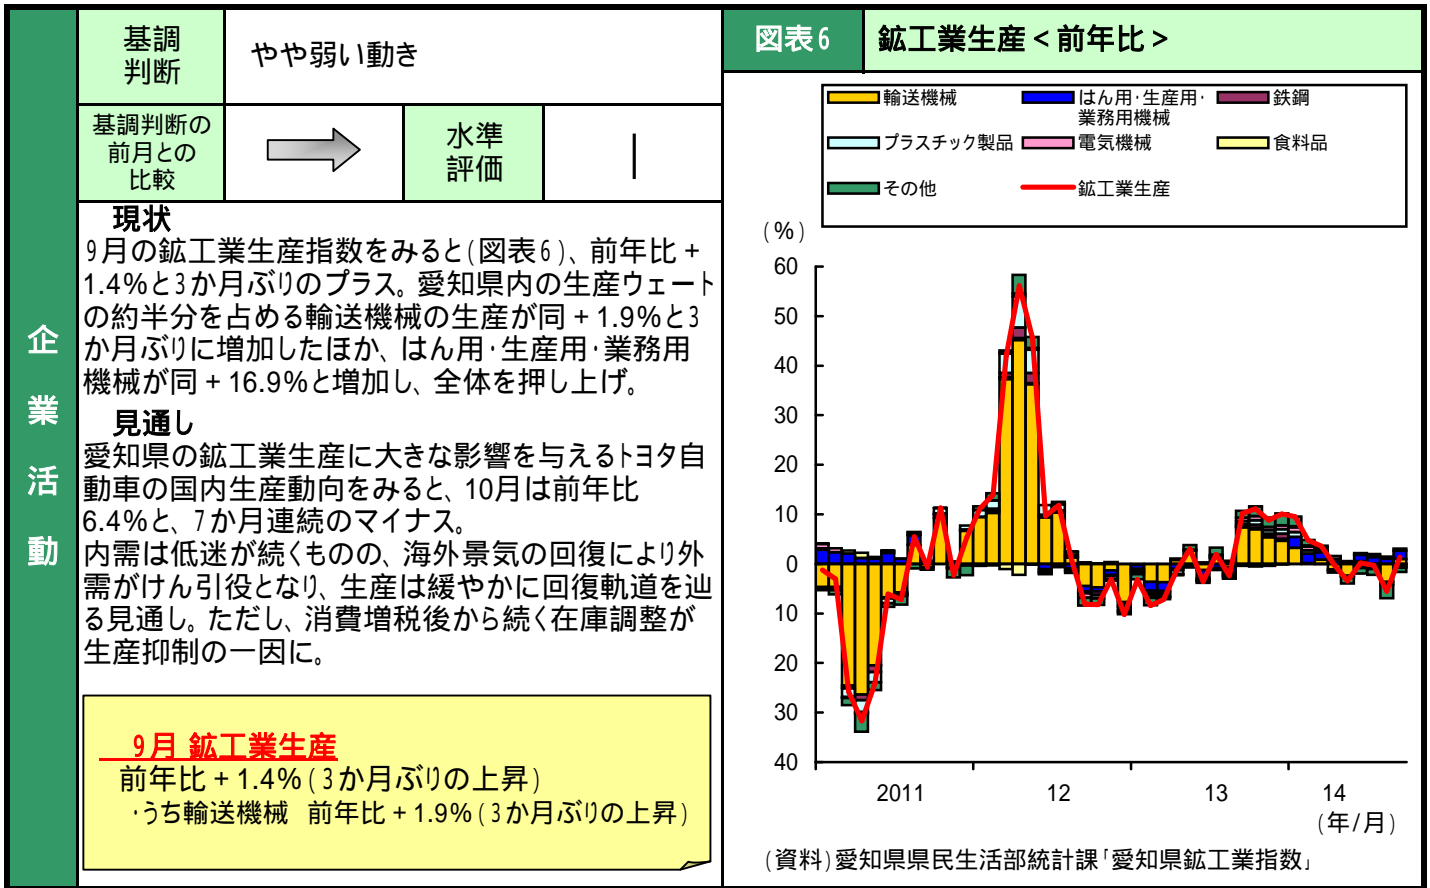 企業活動
基調
判断
やや弱い動き
基調判断の
前月との
比較
水準
評価
|
現状
9月の鉱工業生産指数をみると(図表6)、前年比+
1.4%と3か月ぶりのプラス。愛知県内の生産ウェート
の約半分を占める輸送機械の生産が同+1.9%と3
か月ぶりに増加したほか、はん用・生産用・業務用
機械が同+16.9%と増加し、全体を押し上げ。
見通し
愛知県の鉱工業生産に大きな影響を与えるトヨタ自
動車の国内生産動向をみると、10月は前年比
6.4%と、7か月連続のマイナス。
内需は低迷が続くものの、海外景気の回復により外
需がけん引役となり、生産は緩やかに回復軌道を辿
る見通し。ただし、消費増税後から続く在庫調整が
生産抑制の一因に。
9月 鉱工業生産
前年比+1.4%(3か月ぶりの上昇)
・うち輸送機械 前年比+1.9%(3か月ぶりの上昇)
図表6
鉱工業生産<前年比>
輸送機械
はん用・生産用・
業務用機械
鉄鋼
プラスチック製品
電気機械
食料品
その他
鉱工業生産
(%)
60
50
40
30
20
10
0
10
20
30
40
2011
12
13
14
(年/月)
(資料)愛知県県民生活部統計課「愛知県鉱工業指数」